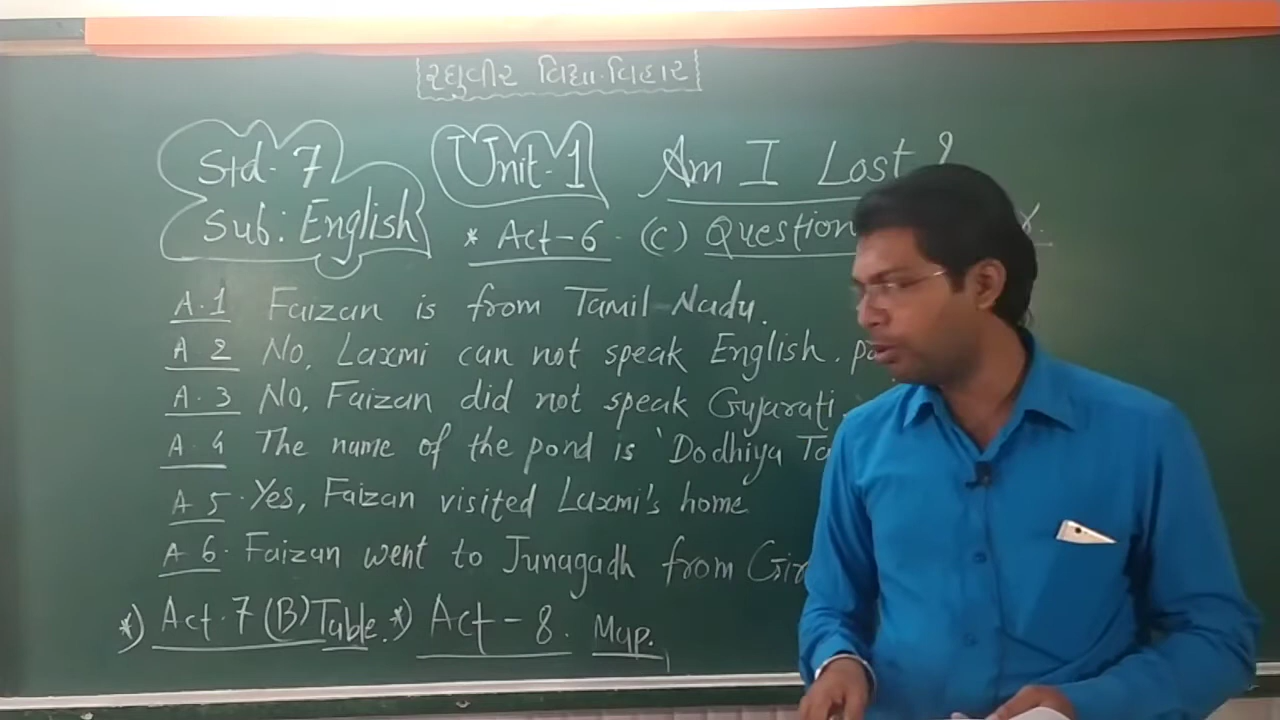 રઘુવીર વિદ્યા-વિહાર
Std-7 Unit-1 Am I Lost ?
Sub: English * Act-6 - (C) Question
A.1 Faizan is from Tamil-Nadu.
A 2 No, Laxmi can not speak English.
A.3 No, Faizan did not speak Gujarati.
A.4 The name of the pond is 'Dodhiya
A 5. Yes, Faizan visited Laxmi's home.
A 6. Faizan went to Junagadh from
*) Act.7 (B) Table. *) Act-8. Map.